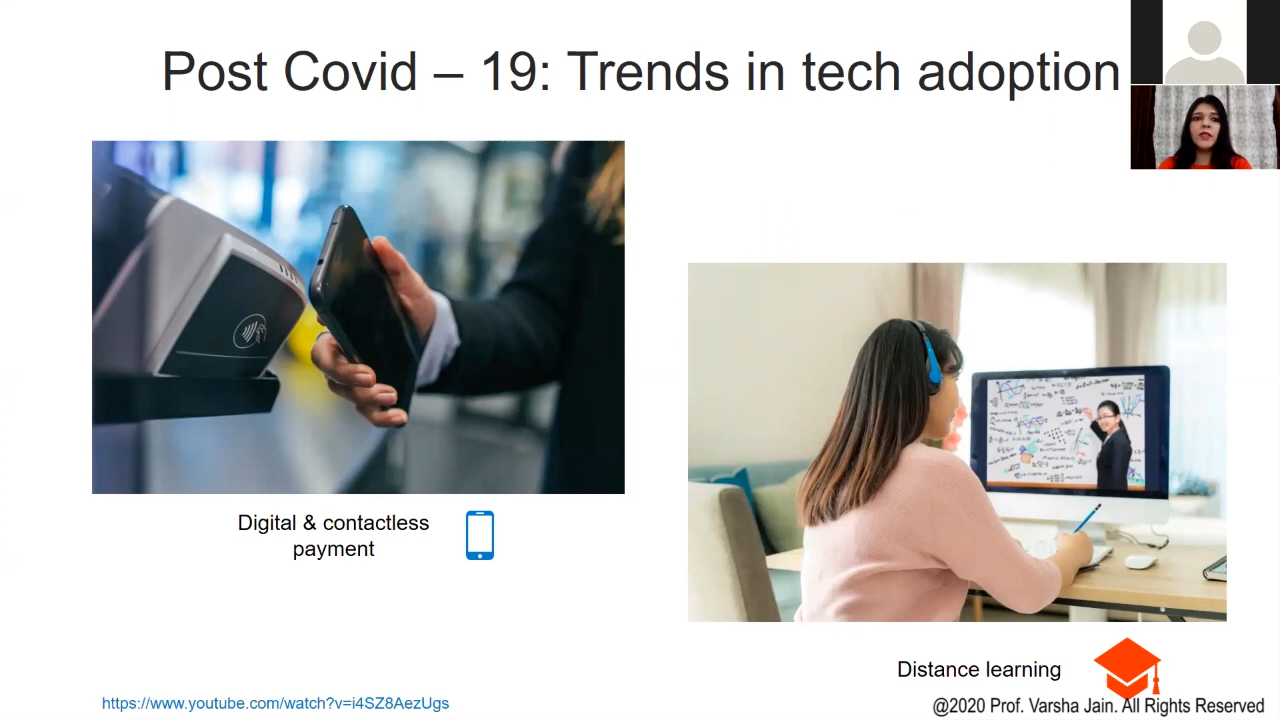 Post Covid – 19: Trends in tech adoption
Digital & contactless
payment
Distance learning
https://www.youtube.com/watch?v=i4SZ8AezUgs
@2020 Prof. Varsha Jain. All Rights Reserved